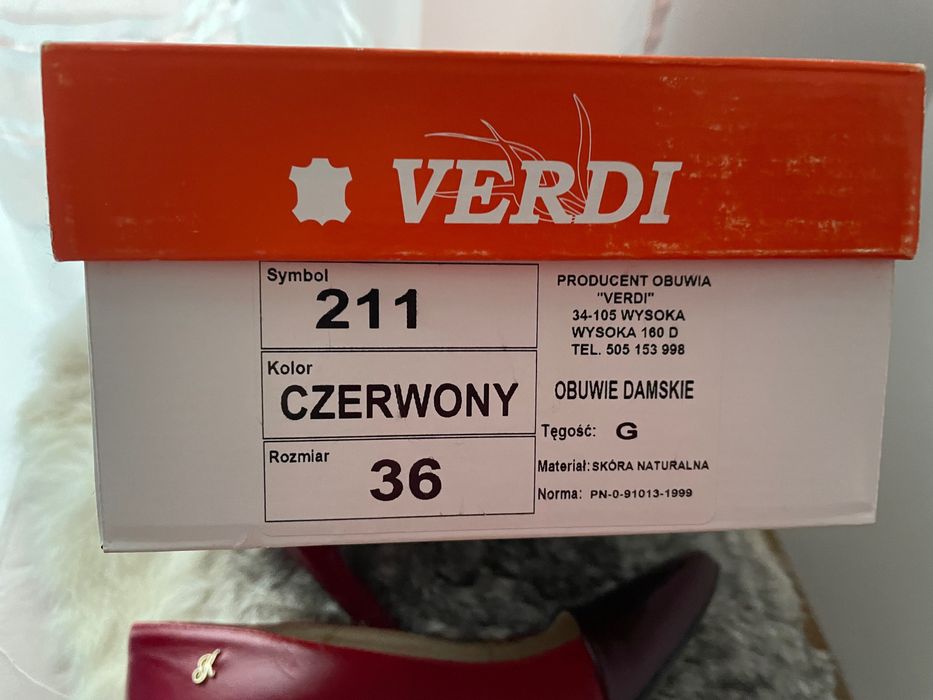 VERDI
Symbol
211
Kolor
CZERWONY
Rozmiar
36
PRODUCENT OBUWIA
"VERDI"
34-105 WYSOKA
WYSOKA 160 D
TEL. 505 153 998
OBUWIE DAMSKIE
Tęgość: G
Materiał: SKÓRA NATURALNA
Norma: PN-0-91013-1999